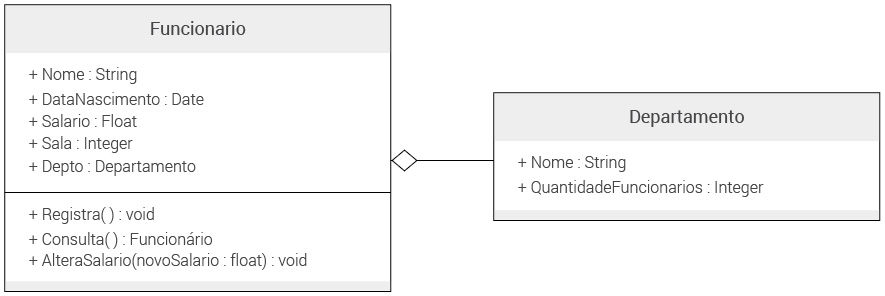 Funcionario
+ Nome : String
+ DataNascimento : Date
+ Salario : Float
+ Sala : Integer
+ Depto : Departamento
+ Registra( ) : void
+ Consulta( ) : Funcionário
+ AlteraSalario(novoSalario : float) : void
Departamento
+ Nome : String
+ QuantidadeFuncionarios : Integer